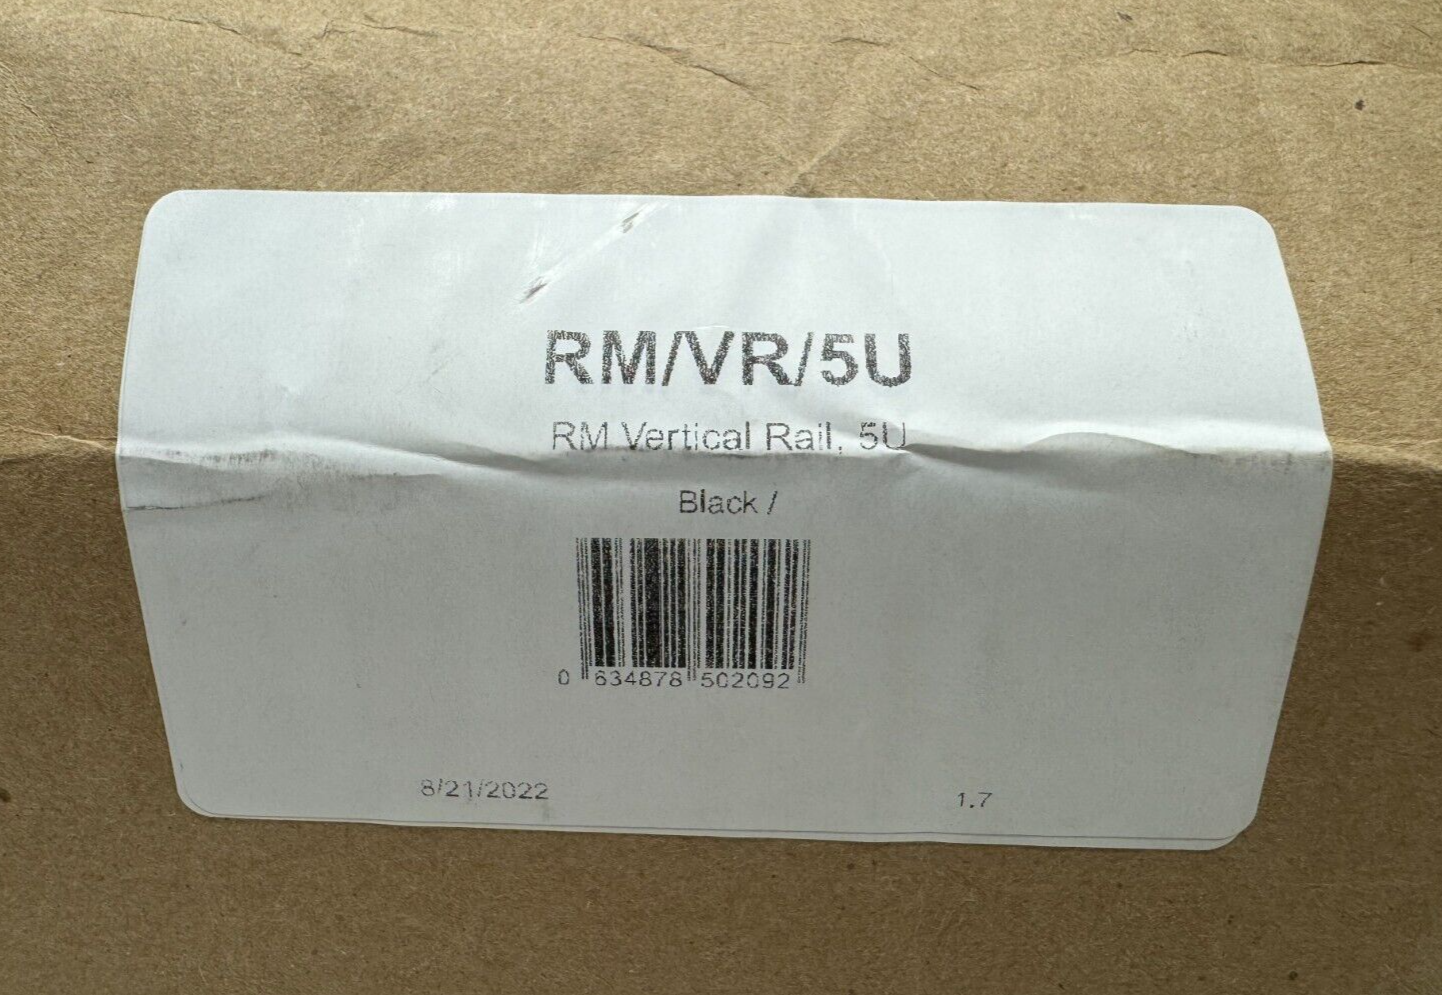 RM/VR/5U
RM Vertical Rail, 5U
Black /
0 634878 502092
8/21/2022
1.7